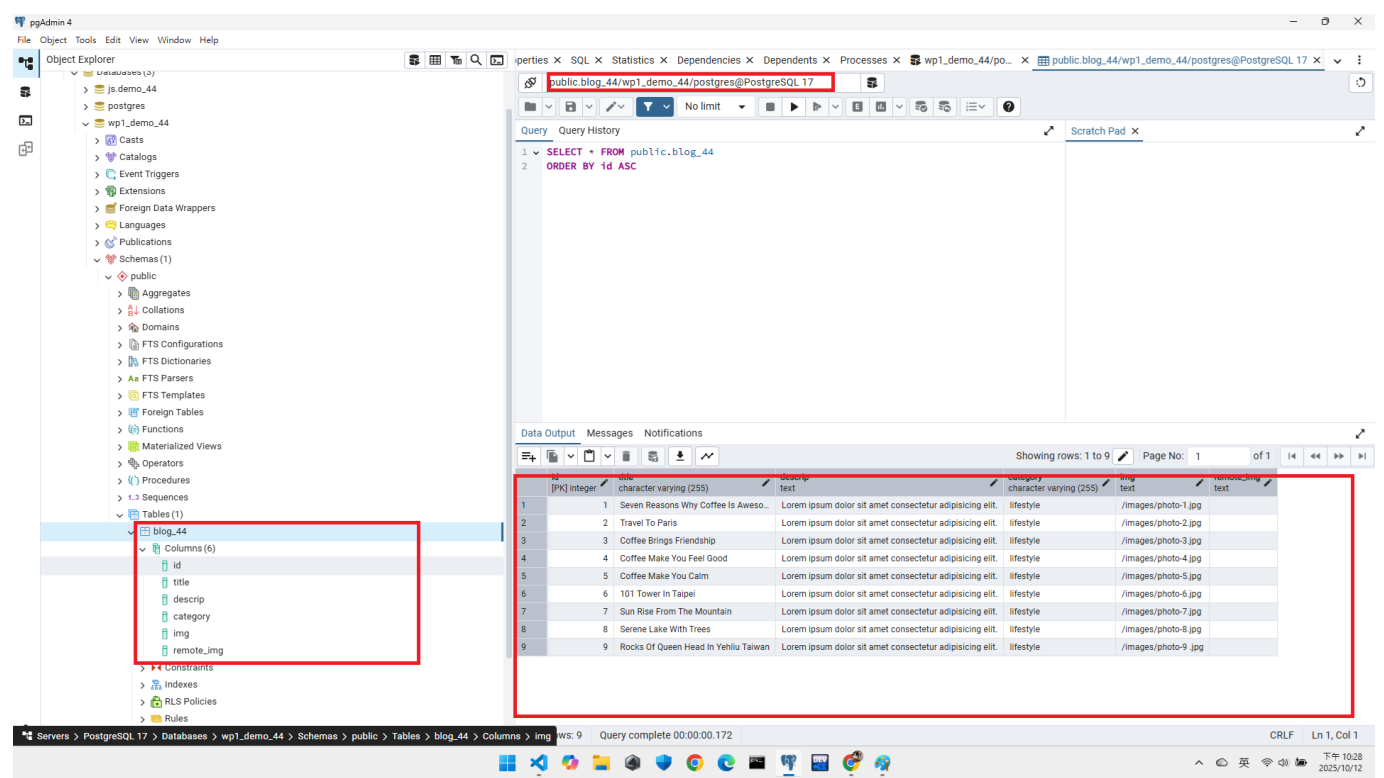 pgAdmin 4
File Object Tools Edit View Window Help
Object Explorer
Databases (3)
js.demo_44
postgres
wp1_demo_44
Casts
Catalogs
Event Triggers
Extensions
Foreign Data Wrappers
Languages
Publications
Schemas (1)
public
Aggregates
Collations
Domains
FTS Configurations
FTS Dictionaries
Aa FTS Parsers
FTS Templates
Foreign Tables
Functions
Materialized Views
Operators
Procedures
1..3 Sequences
Tables (1)
blog_44
Columns (6)
id
title
descrip
category
img
remote_img
Constraints
Indexes
RLS Policies
Rules
Servers > PostgreSQL 17 > Databases > wp1_demo_44 > Schemas > public > Tables > blog_44 > Columns > img
perties × SQL × Statistics × Dependencies × Dependents × Processes × wp1_demo_44/po... × public.blog_44/wp1_demo_44/postgres@PostgreSQL 17 ×
public.blog_44/wp1_demo_44/postgres@PostgreSQL 17
No limit E
Query Query History
Scratch Pad ×
1 SELECT * FROM public.blog_44
2 ORDER BY id ASC
Data Output Messages Notifications
Showing rows: 1 to 9 Page No: 1 of 1
id title descrip category img remote_img
[PK] integer character varying (255) text character varying (255) text text
1 1 Seven Reasons Why Coffee Is Aweso... Lorem ipsum dolor sit amet consectetur adipisicing elit. lifestyle /images/photo-1.jpg
2 2 Travel To Paris Lorem ipsum dolor sit amet consectetur adipisicing elit. lifestyle /images/photo-2.jpg
3 3 Coffee Brings Friendship Lorem ipsum dolor sit amet consectetur adipisicing elit. lifestyle /images/photo-3.jpg
4 4 Coffee Make You Feel Good Lorem ipsum dolor sit amet consectetur adipisicing elit. lifestyle /images/photo-4.jpg
5 5 Coffee Make You Calm Lorem ipsum dolor sit amet consectetur adipisicing elit. lifestyle /images/photo-5.jpg
6 6 101 Tower In Taipei Lorem ipsum dolor sit amet consectetur adipisicing elit. lifestyle /images/photo-6.jpg
7 7 Sun Rise From The Mountain Lorem ipsum dolor sit amet consectetur adipisicing elit. lifestyle /images/photo-7.jpg
8 8 Serene Lake With Trees Lorem ipsum dolor sit amet consectetur adipisicing elit. lifestyle /images/photo-8.jpg
9 9 Rocks Of Queen Head In Yehliu Taiwan Lorem ipsum dolor sit amet consectetur adipisicing elit. lifestyle /images/photo-9 .jpg
ws: 9 Query complete 00:00:00.172 CRLF Ln 1, Col 1
DEV
英
下午 10:28
2025/10/12